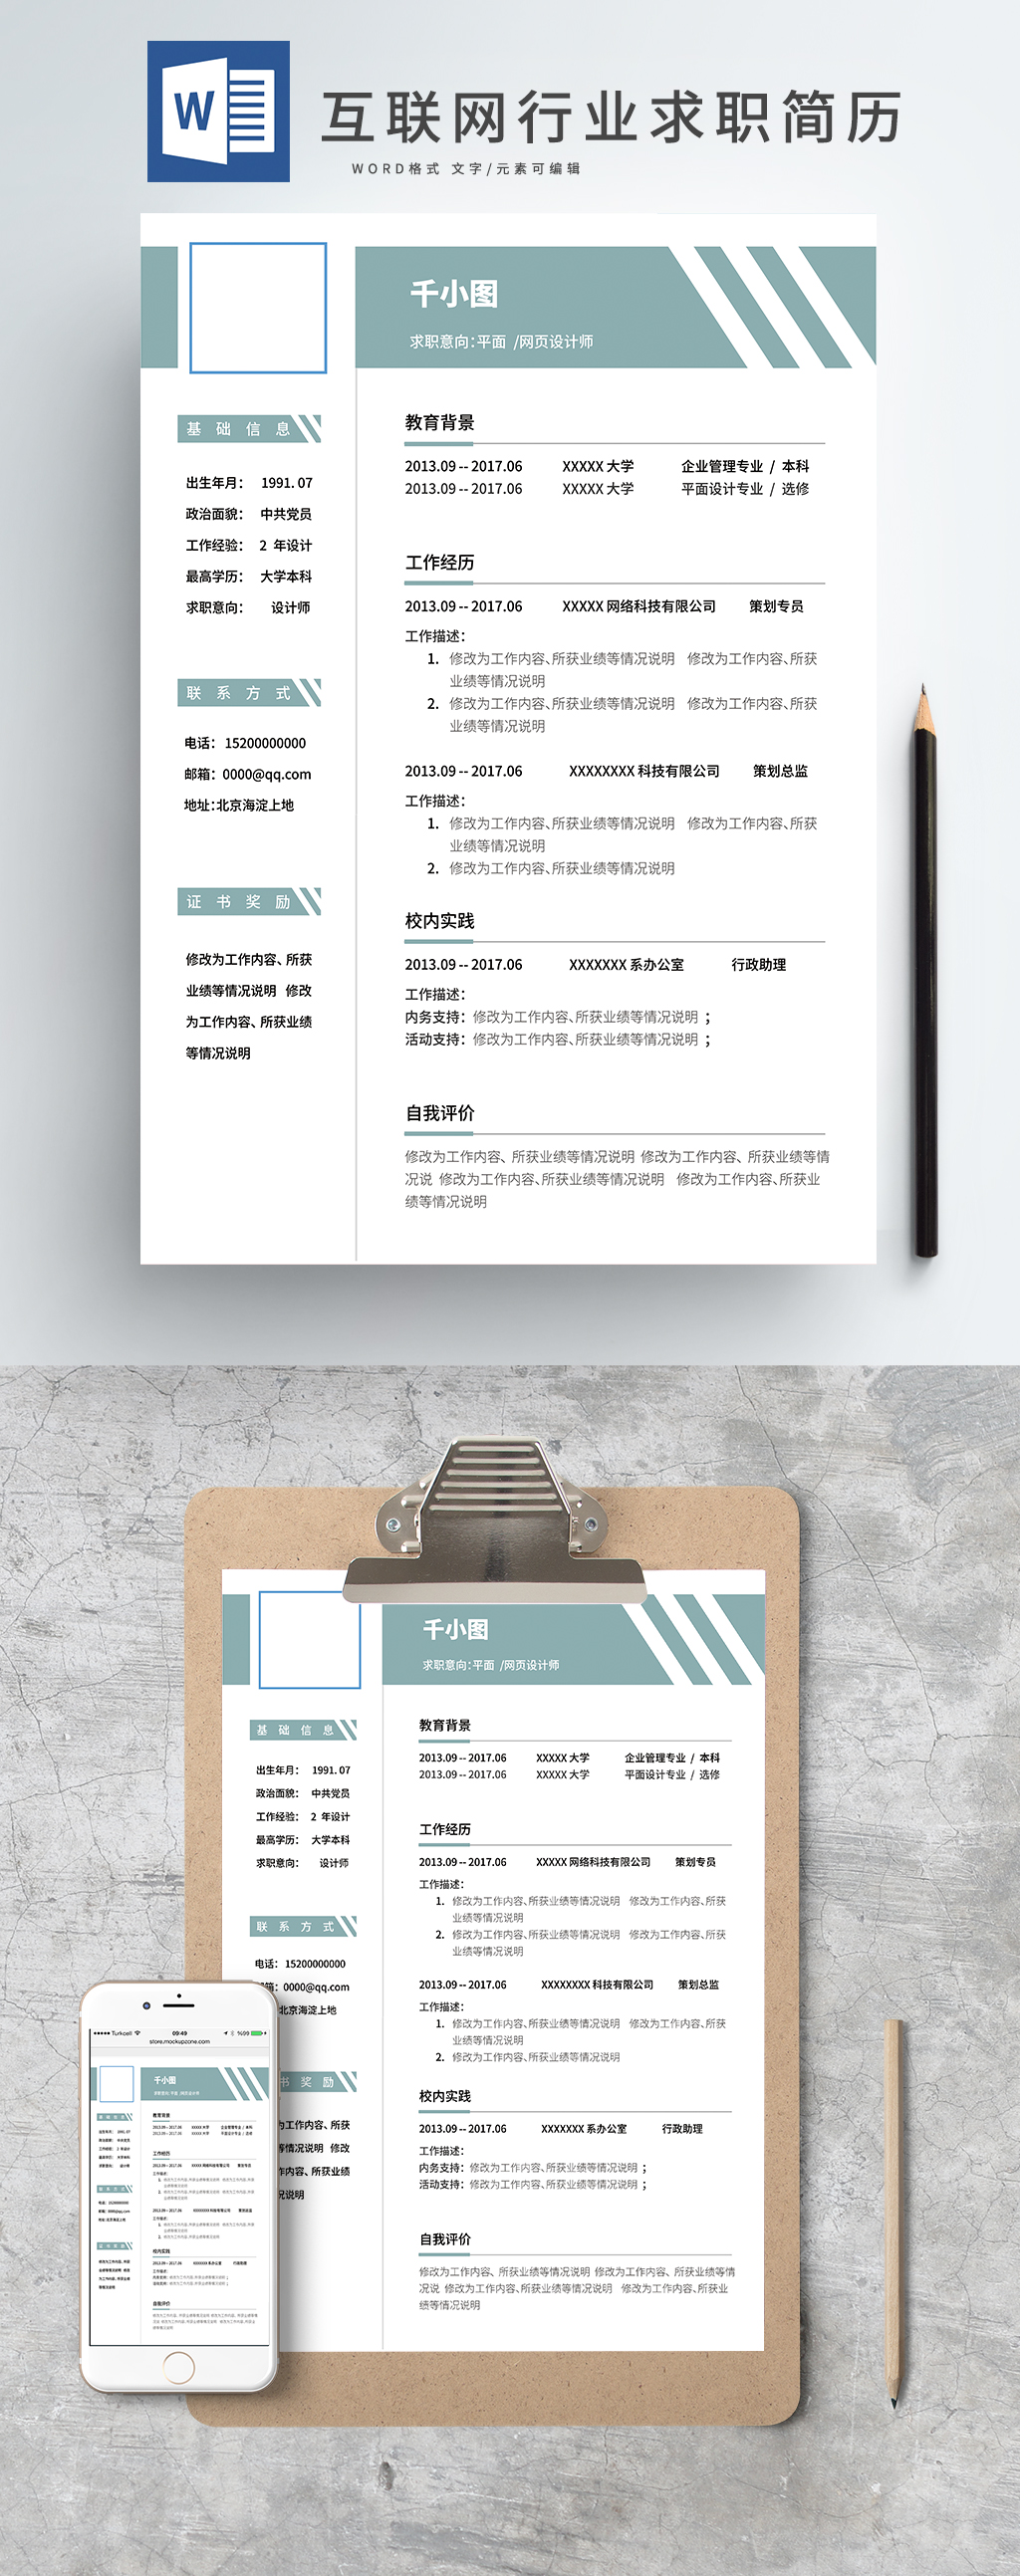 W
互联网行业求职简历
WORD格式 文字/元素可编辑
千小图
求职意向:平面 /网页设计师
基 础 信 息
出生年月: 1991. 07
政治面貌: 中共党员
工作经验: 2 年设计
最高学历: 大学本科
求职意向: 设计师
联 系 方 式
电话: 15200000000
邮箱: 0000@qq.com
地址:北京海淀上地
证 书 奖 励
修改为工作内容、所获
业绩等情况说明 修改
为工作内容、所获业绩
等情况说明
教育背景
2013.09 -- 2017.06 XXXXX 大学 企业管理专业 / 本科
2013.09 -- 2017.06 XXXXX 大学 平面设计专业 / 选修
工作经历
2013.09 -- 2017.06 XXXXX 网络科技有限公司 策划专员
工作描述:
1. 修改为工作内容、所获业绩等情况说明 修改为工作内容、所获
业绩等情况说明
2. 修改为工作内容、所获业绩等情况说明 修改为工作内容、所获
业绩等情况说明
2013.09 -- 2017.06 XXXXXXXX 科技有限公司 策划总监
工作描述:
1. 修改为工作内容、所获业绩等情况说明 修改为工作内容、所获
业绩等情况说明
2. 修改为工作内容、所获业绩等情况说明
校内实践
2013.09 -- 2017.06 XXXXXXX 系办公室 行政助理
工作描述:
内务支持: 修改为工作内容、所获业绩等情况说明 ;
活动支持: 修改为工作内容、所获业绩等情况说明 ;
自我评价
修改为工作内容、所获业绩等情况说明 修改为工作内容、所获业绩等情
况说 修改为工作内容、所获业绩等情况说明 修改为工作内容、所获业
绩等情况说明
千小图
求职意向:平面 /网页设计师
基 础 信 息
出生年月: 1991. 07
政治面貌: 中共党员
工作经验: 2 年设计
最高学历: 大学本科
求职意向: 设计师
联 系 方 式
电话: 15200000000
箱: 0000@qq.com
北京海淀上地
书 奖 励
工作内容、所获
等情况说明 修改
作内容、所获业绩
况说明
教育背景
2013.09 -- 2017.06 XXXXX 大学 企业管理专业 / 本科
2013.09 -- 2017.06 XXXXX 大学 平面设计专业 / 选修
工作经历
2013.09 -- 2017.06 XXXXX 网络科技有限公司 策划专员
工作描述:
1. 修改为工作内容、所获业绩等情况说明 修改为工作内容、所获
业绩等情况说明
2. 修改为工作内容、所获业绩等情况说明 修改为工作内容、所获
业绩等情况说明
2013.09 -- 2017.06 XXXXXXXX 科技有限公司 策划总监
工作描述:
1. 修改为工作内容、所获业绩等情况说明 修改为工作内容、所获
业绩等情况说明
2. 修改为工作内容、所获业绩等情况说明
校内实践
2013.09 -- 2017.06 XXXXXXX 系办公室 行政助理
工作描述:
内务支持: 修改为工作内容、所获业绩等情况说明 ;
活动支持: 修改为工作内容、所获业绩等情况说明 ;
自我评价
修改为工作内容、所获业绩等情况说明 修改为工作内容、所获业绩等情
况说 修改为工作内容、所获业绩等情况说明 修改为工作内容、所获业
绩等情况说明
Turkcell 09:49 %99
store.mockupzone.com
千小图
教育背景
工作经历
校内实践
自我评价